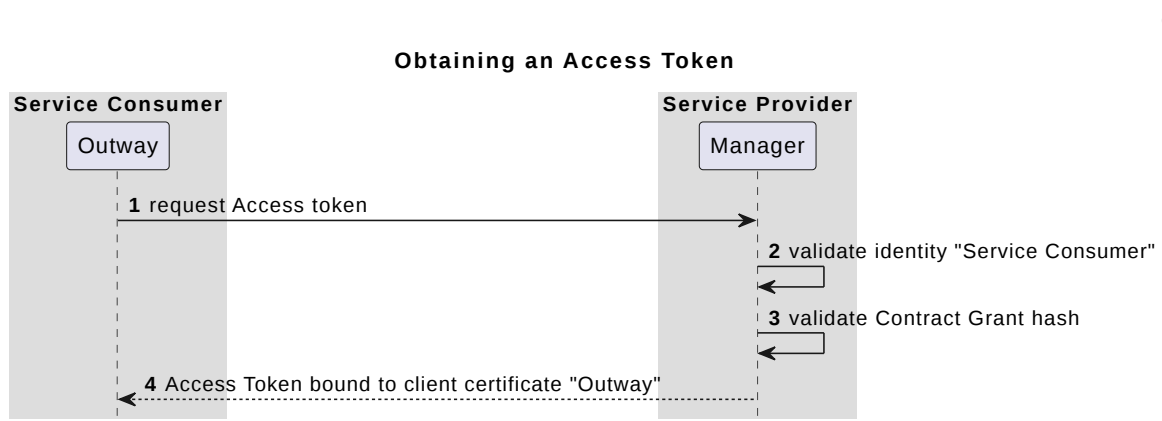 Obtaining an Access Token
Service Consumer
Service Provider
Outway
Manager
1 request Access token
2 validate identity "Service Consumer"
3 validate Contract Grant hash
4 Access Token bound to client certificate "Outway"